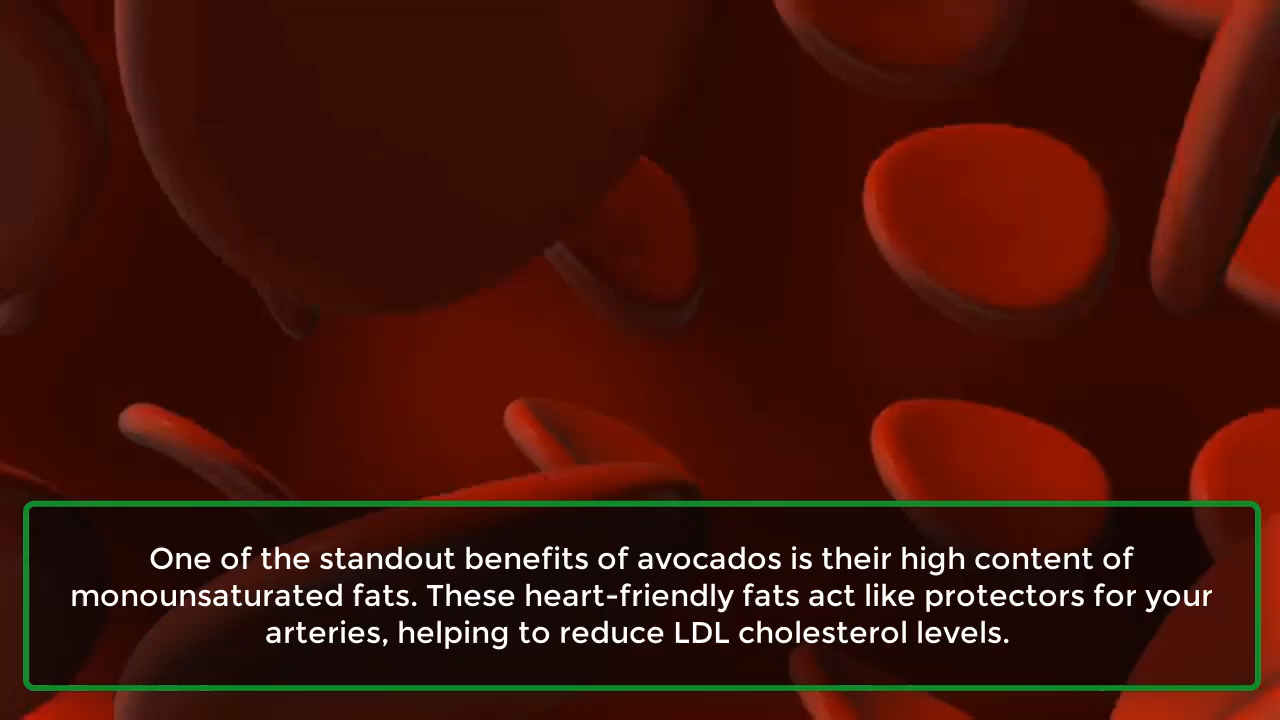 One of the standout benefits of avocados is their high content of
monounsaturated fats. These heart-friendly fats act like protectors for your
arteries, helping to reduce LDL cholesterol levels.